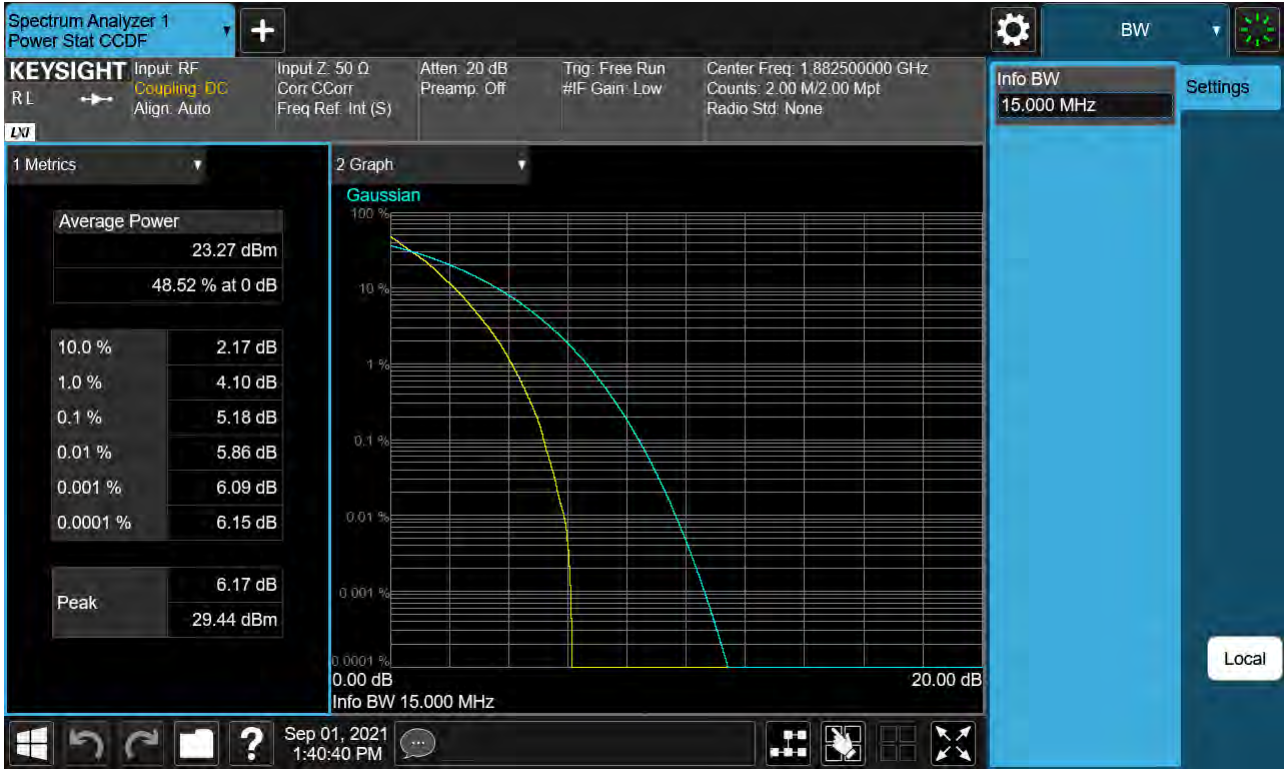 Spectrum Analyzer 1
Power Stat CCDF
BW
KEYSIGHT
R L
LXI
Input: RF
Coupling: DC
Align: Auto
Input Z: 50 Ω
Corr CCorr
Freq Ref: Int (S)
Atten: 20 dB
Preamp: Off
Trig: Free Run
#IF Gain: Low
Center Freq: 1.882500000 GHz
Counts: 2.00 M/2.00 Mpt
Radio Std: None
Info BW
15.000 MHz
Settings
1 Metrics
Average Power
23.27 dBm
48.52 % at 0 dB
10.0 % 2.17 dB
1.0 % 4.10 dB
0.1 % 5.18 dB
0.01 % 5.86 dB
0.001 % 6.09 dB
0.0001 % 6.15 dB
Peak
6.17 dB
29.44 dBm
2 Graph
Gaussian
100 %
10 %
1 %
0.1 %
0.01 %
0.001 %
0.0001 %
0.00 dB 20.00 dB
Info BW 15.000 MHz
Local
?
Sep 01, 2021
1:40:40 PM